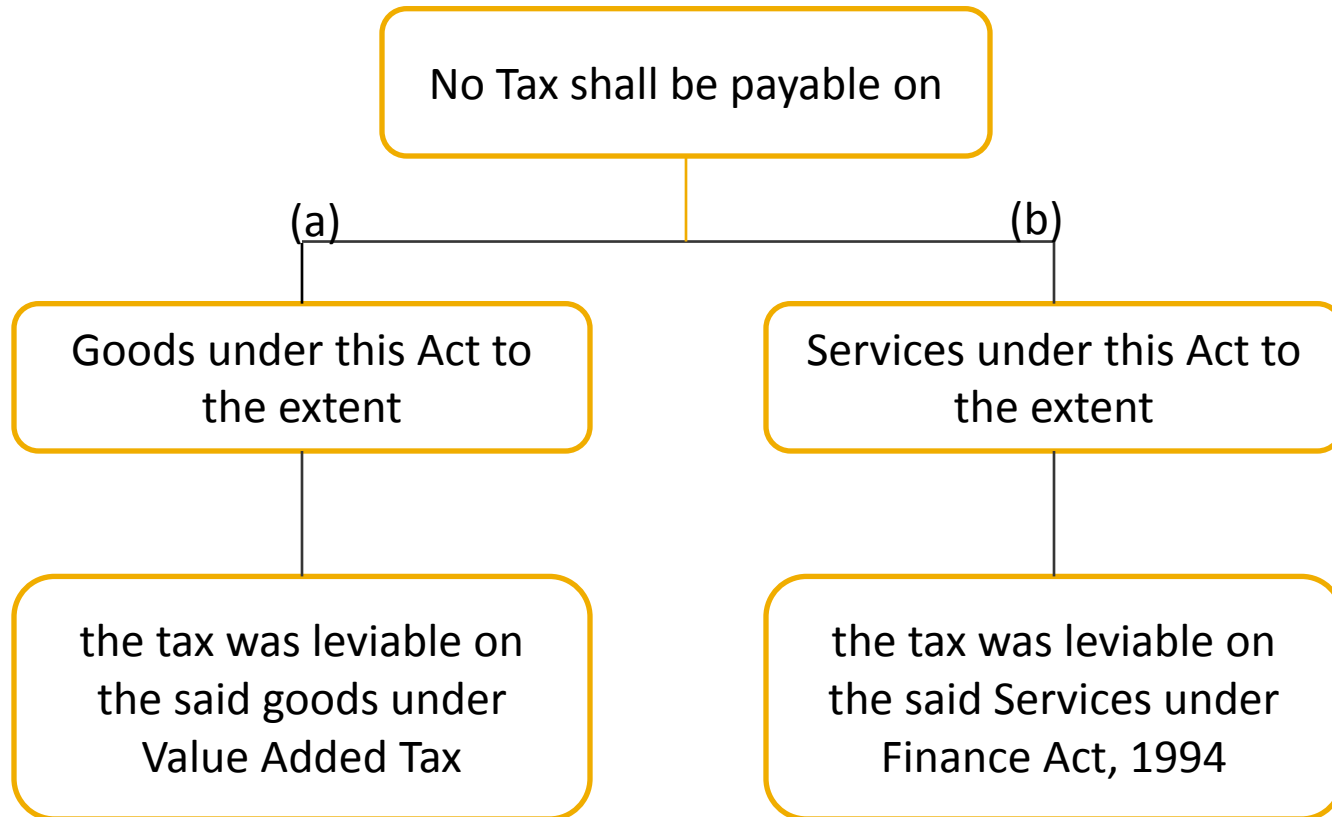 No Tax shall be payable on
(a)
(b)
Goods under this Act to
the extent
Services under this Act to
the extent
the tax was leviable on
the said goods under
Value Added Tax
the tax was leviable on
the said Services under
Finance Act, 1994